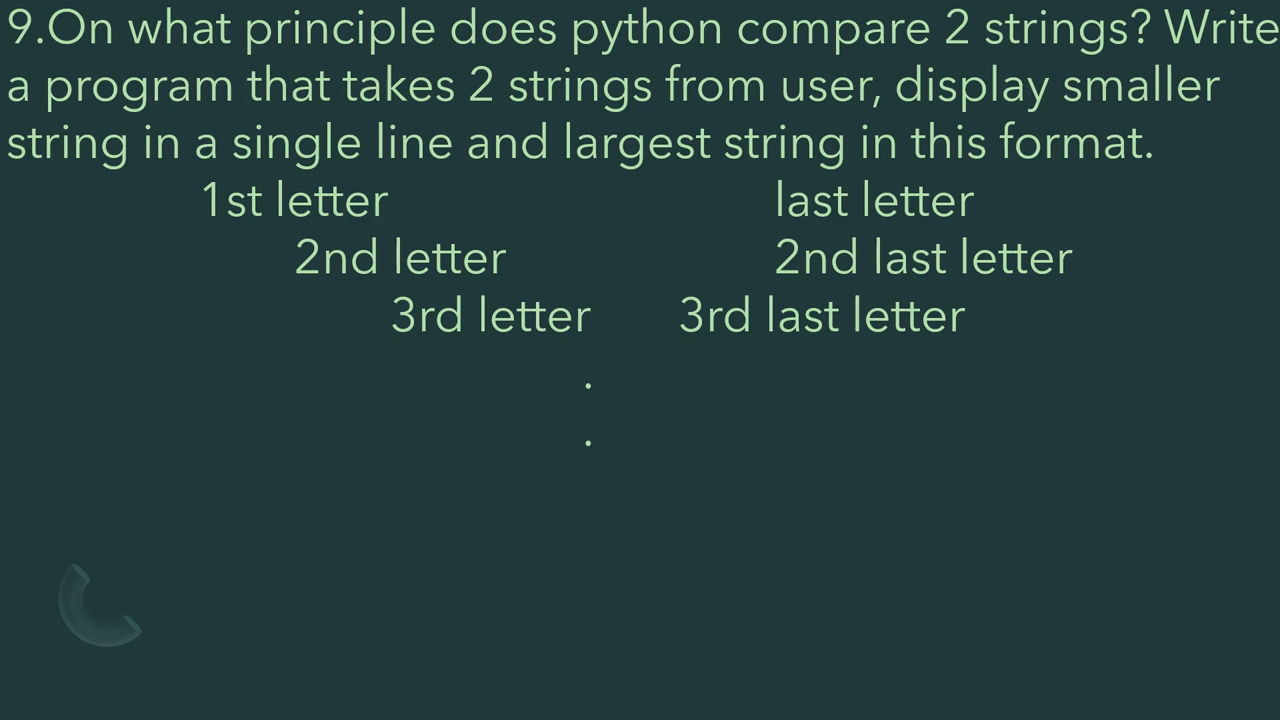 9.On what principle does python compare 2 strings? Write
a program that takes 2 strings from user, display smaller
string in a single line and largest string in this format.
1st letter last letter
2nd letter 2nd last letter
3rd letter 3rd last letter
.
.